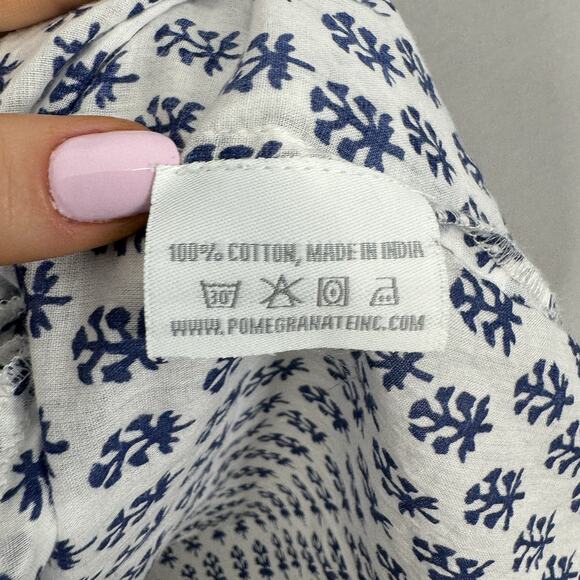 100% COTTON, MADE IN INDIA
30°
WWW.POMEGRANATEINC.COM